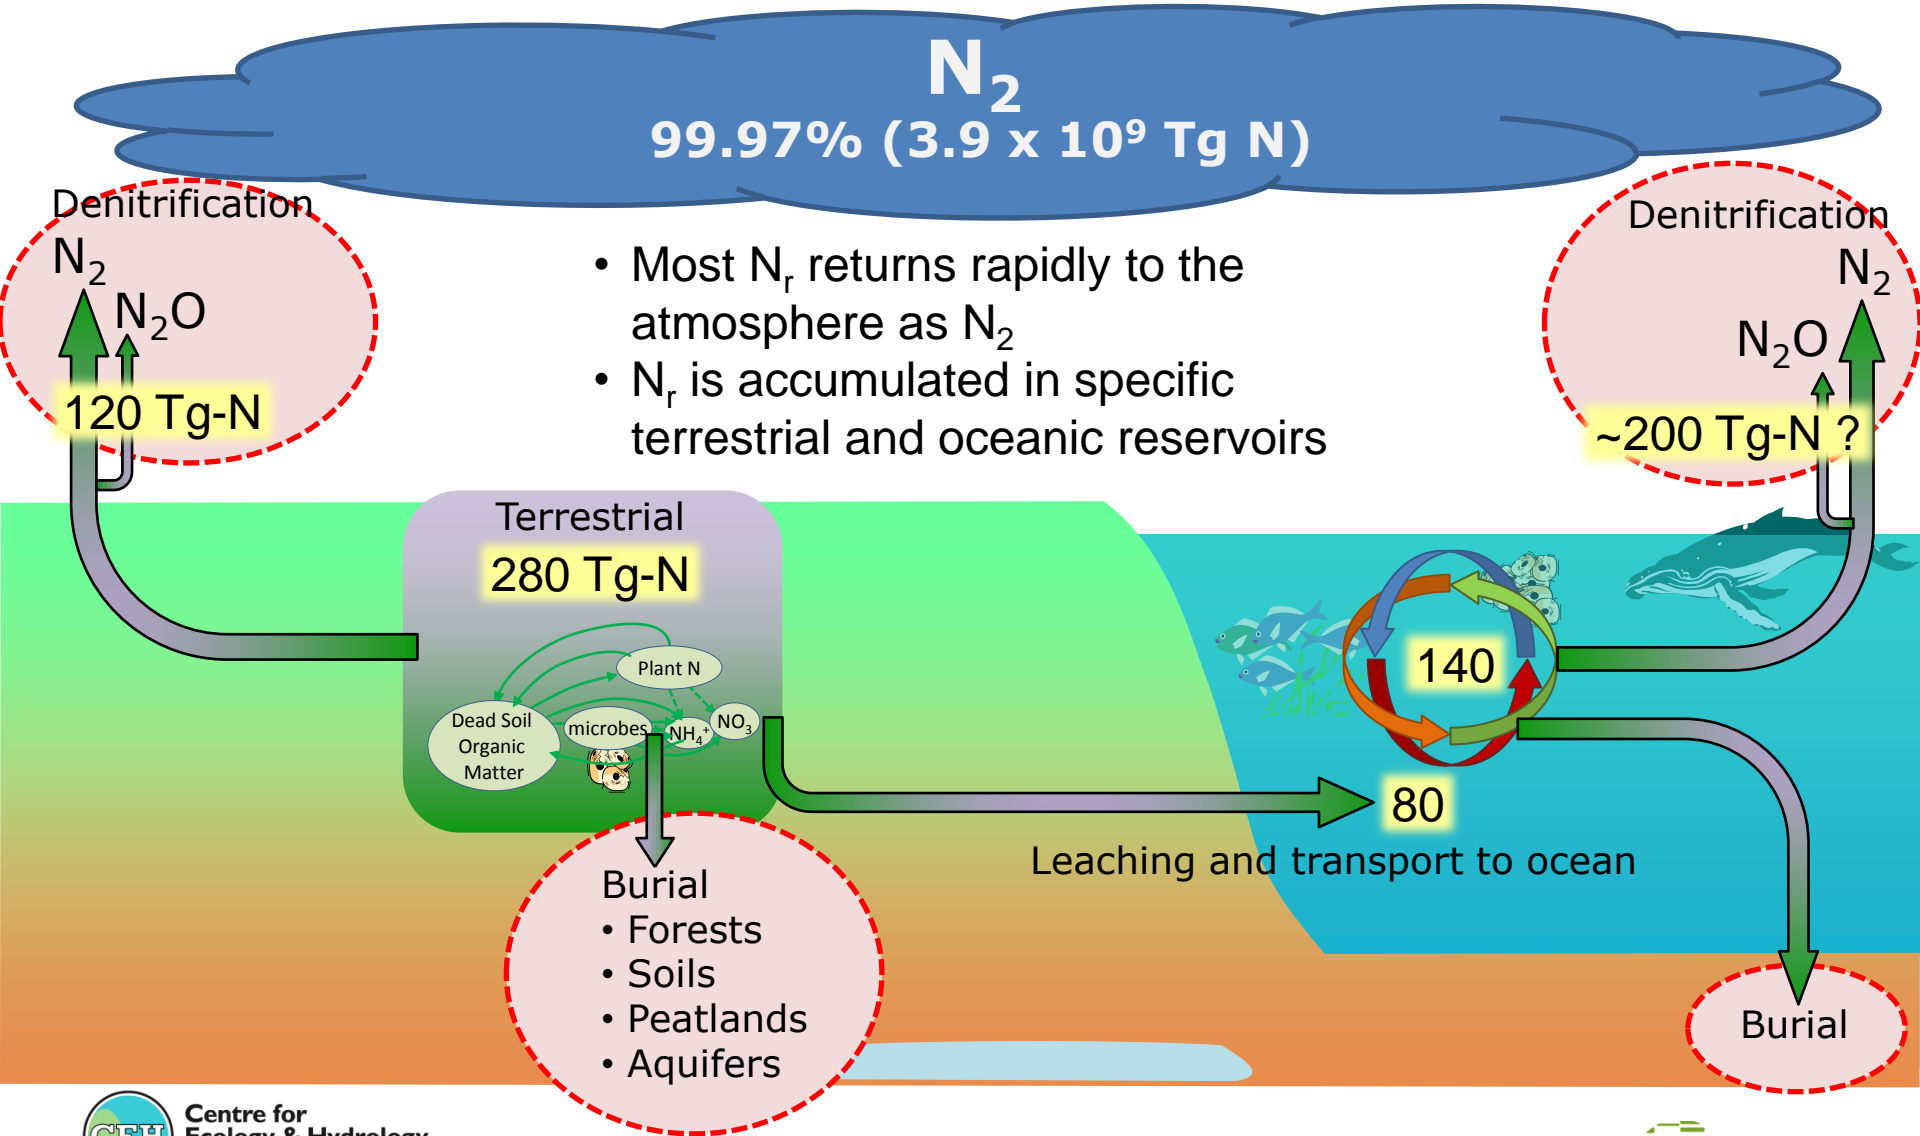 N₂
99.97% (3.9 x 10⁹ Tg N)
Denitrification
N₂
N₂O
120 Tg-N
• Most Nᵣ returns rapidly to the
atmosphere as N₂
• Nᵣ is accumulated in specific
terrestrial and oceanic reservoirs
Denitrification
N₂
N₂O
~200 Tg-N ?
Terrestrial
280 Tg-N
Plant N
Dead Soil
Organic
Matter
microbes
NH₄⁺
NO₃
140
80
Leaching and transport to ocean
Burial
• Forests
• Soils
• Peatlands
• Aquifers
Burial
CEH
Centre for
Ecology & Hydrology